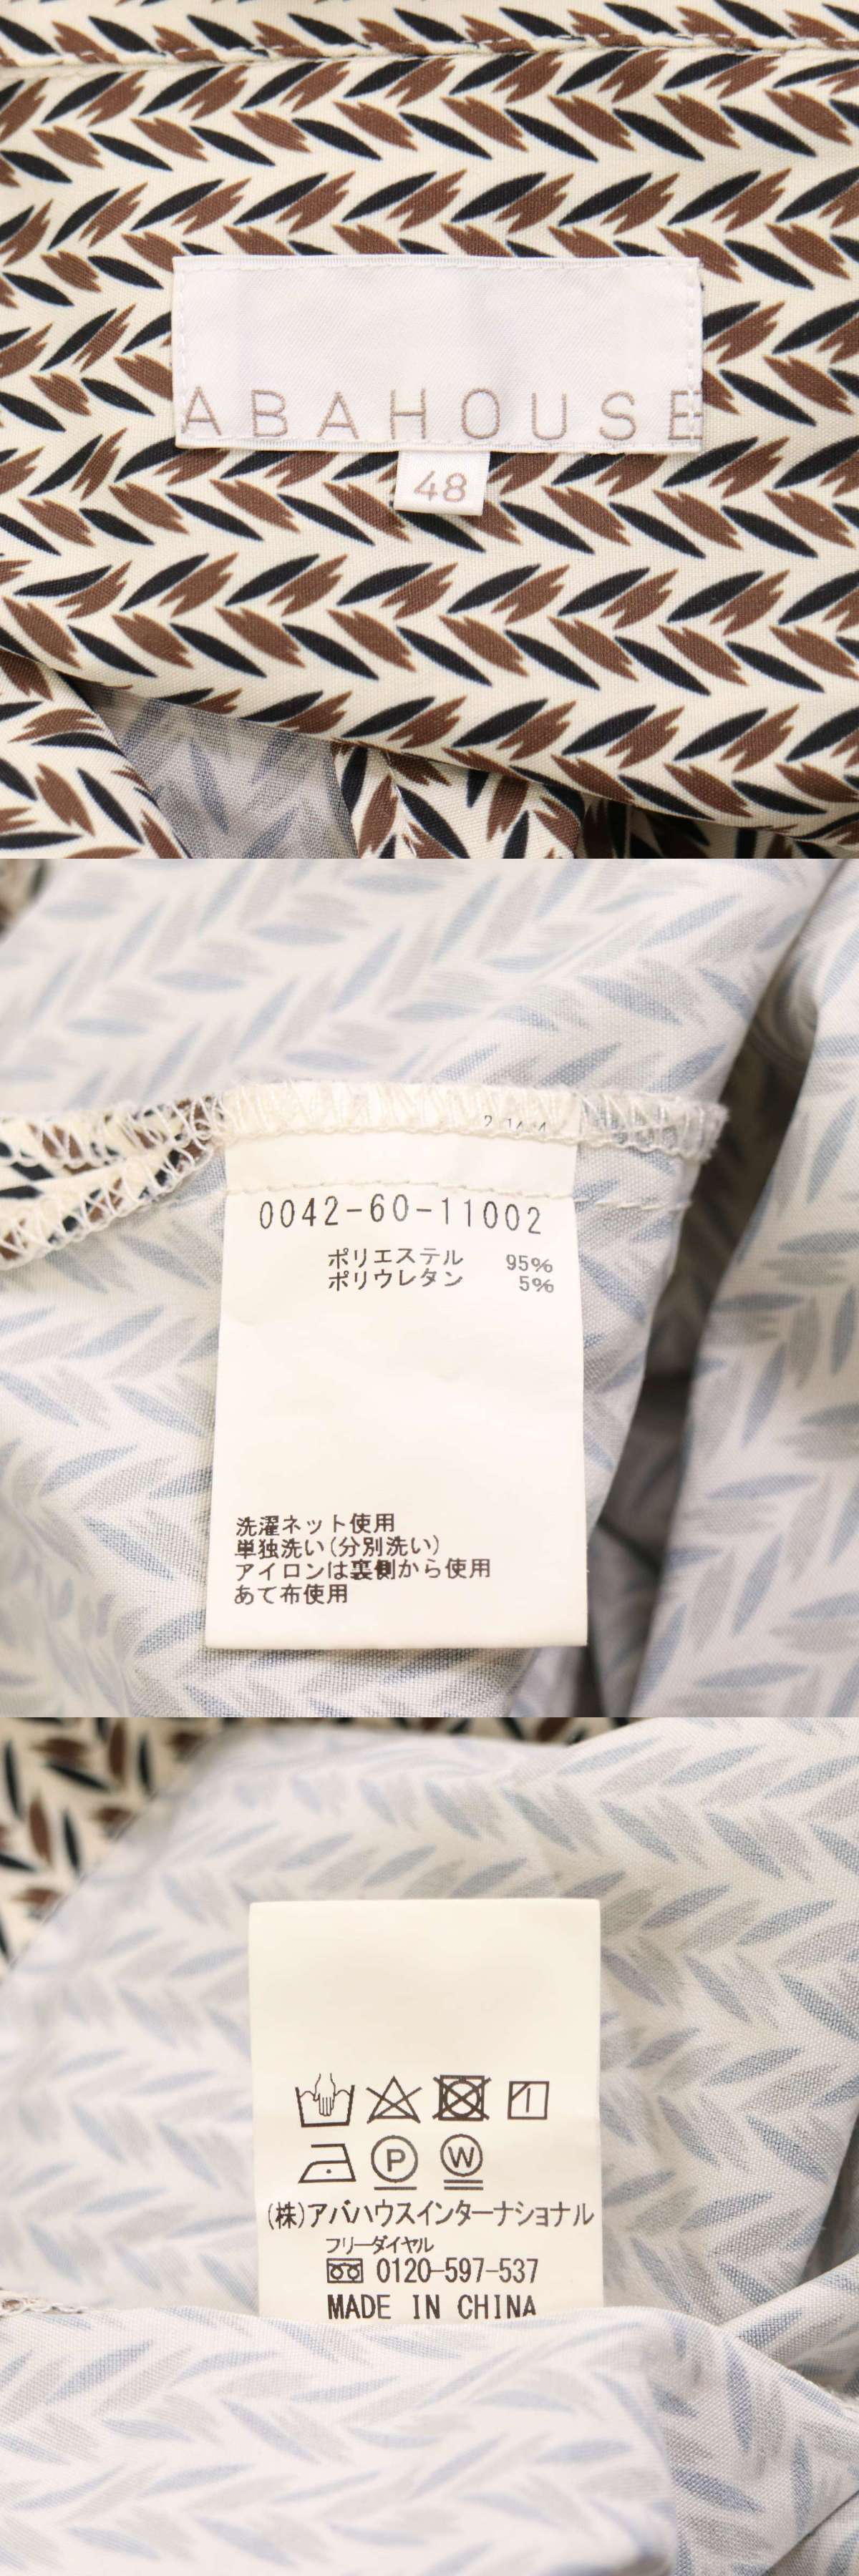 ABAHOUSE
48
0042-60-11002
ポリエステル 95%
ポリウレタン 5%
洗濯ネット使用
単独洗い(分別洗い)
アイロンは裏側から使用
あて布使用
P W
(株)アバハウスインターナショナル
フリーダイヤル
0120-597-537
MADE IN CHINA